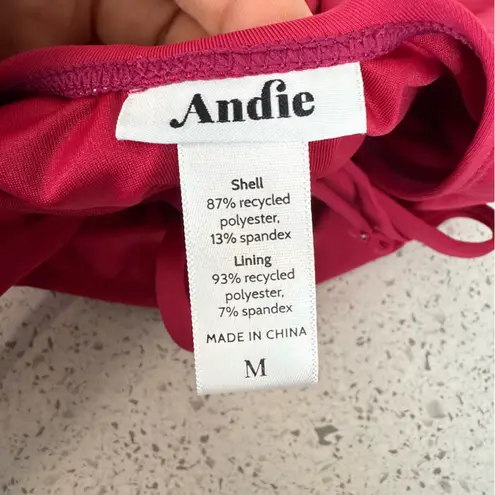 Andie
Shell
87% recycled
polyester,
13% spandex
Lining
93% recycled
polyester,
7% spandex
MADE IN CHINA
M